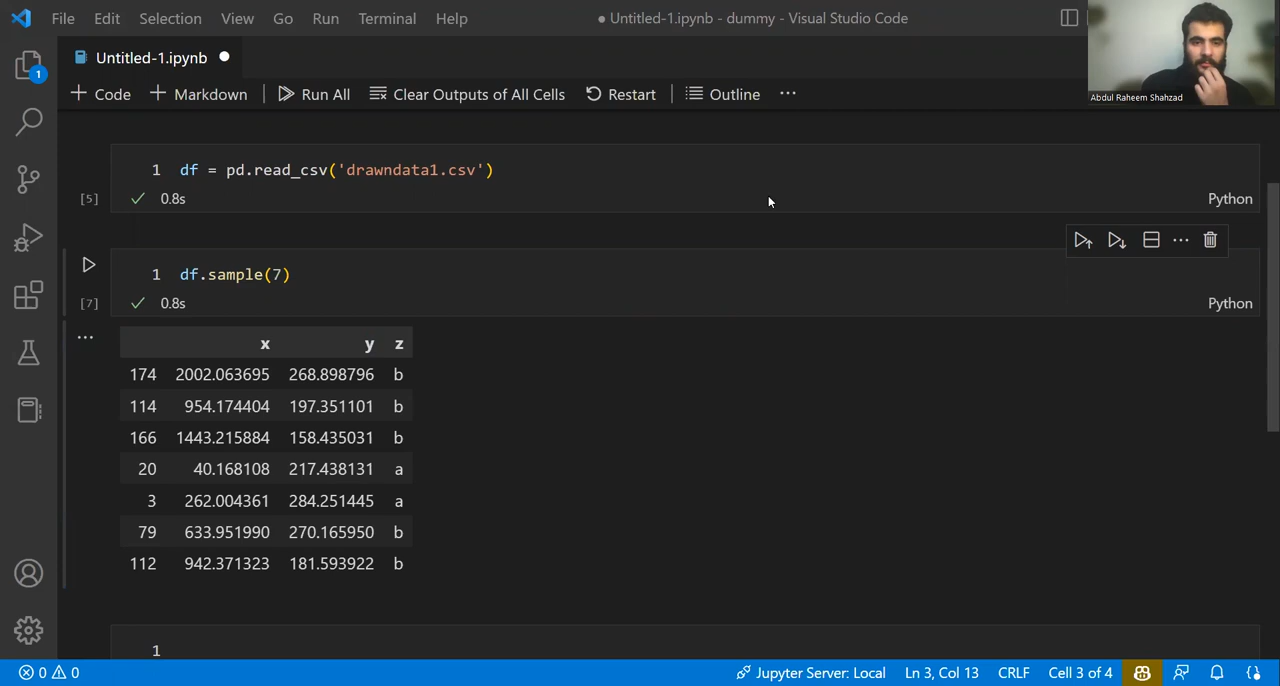 File Edit Selection View Go Run Terminal Help ● Untitled-1.ipynb - dummy - Visual Studio Code
Abdul Raheem Shahzad
1
Untitled-1.ipynb
+ Code + Markdown Run All Clear Outputs of All Cells Restart Outline ...
1 df = pd.read_csv('drawndata1.csv')
[5] 0.8s Python
1 df.sample(7)
[7] 0.8s Python
x y z
174 2002.063695 268.898796 b
114 954.174404 197.351101 b
166 1443.215884 158.435031 b
20 40.168108 217.438131 a
3 262.004361 284.251445 a
79 633.951990 270.165950 b
112 942.371323 181.593922 b
1
0 0 Jupyter Server: Local Ln 3, Col 13 CRLF Cell 3 of 4